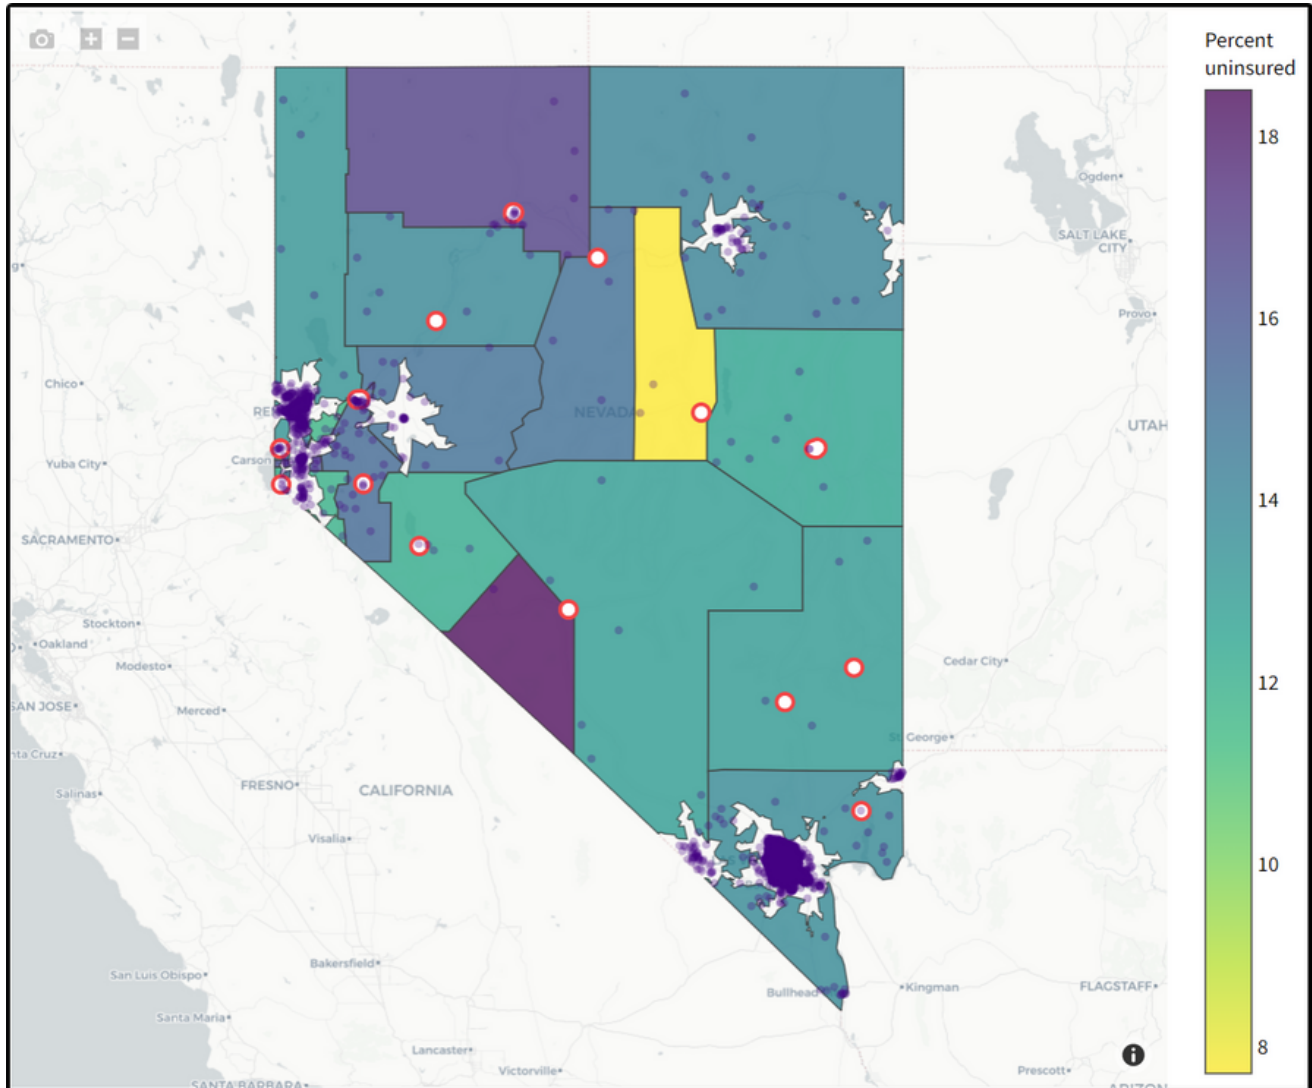 Percent
uninsured
18
16
14
12
10
8
Ogden
SALT LAKE
CITY
Provo
Chico
NEVADA
UTAH
Yuba City
Carson
SACRAMENTO
Stockton
Oakland
Modesto
Cedar City
SAN JOSE
Merced
St. George
FRESNO
CALIFORNIA
Salinas
Visalia
Bakersfield
San Luis Obispo
Bullhead
Kingman
FLAGSTAFF
Santa Maria
Lancaster
Victorville
Prescott
SANTA BARBARA